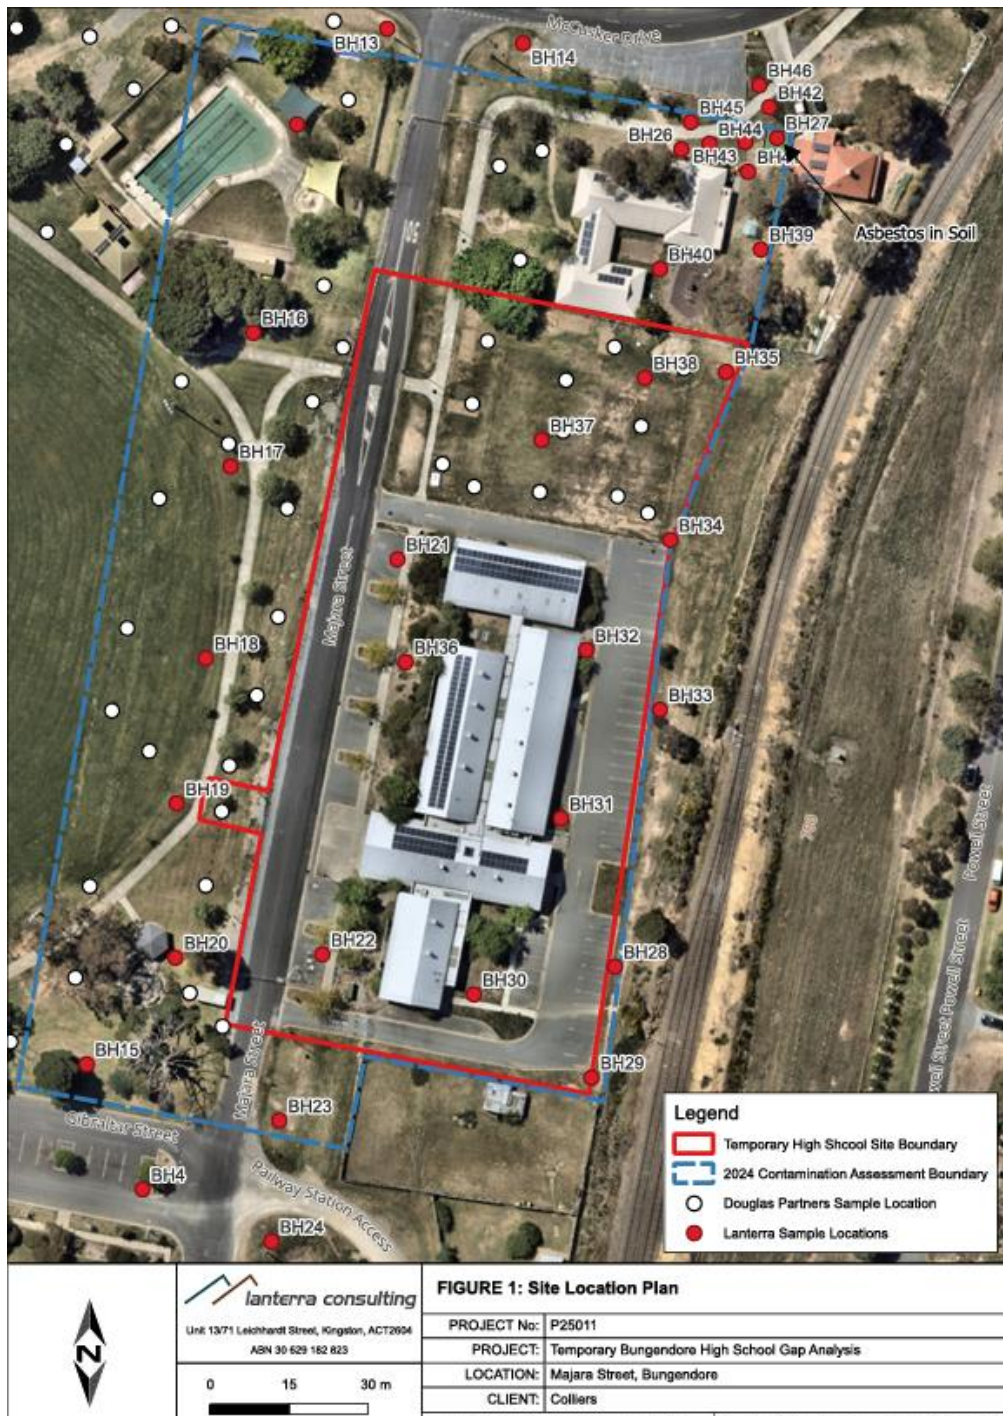 McCusker Drive
BH13
BH14
BH46
BH42
BH45
BH27
BH26
BH44
BH43
Asbestos in Soil
50
BH39
BH40
BH16
BH35
BH38
BH37
BH17
BH34
BH21
Majara Street
BH32
BH18
BH36
BH33
BH19
BH31
Powell Street
BH20
BH22
BH28
BH30
Powell Street
Majara Street
BH15
BH29
BH23
Gibraltar Street
BH4
Railway Station Access
BH24
Legend
Temporary High Shcool Site Boundary
2024 Contamination Assessment Boundary
Douglas Partners Sample Location
Lanterra Sample Locations
N
lanterra consulting
Unit 13/71 Leichhardt Street, Kingston, ACT2604
ABN 30 629 182 823
0 15 30 m
FIGURE 1: Site Location Plan
PROJECT No: P25011
PROJECT: Temporary Bungendore High School Gap Analysis
LOCATION: Majara Street, Bungendore
CLIENT: Colliers